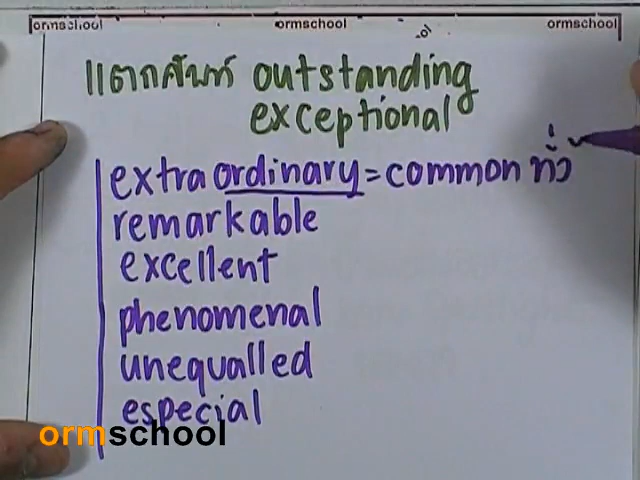 ormschool ormschool ormschool
แตกศัพท์ outstanding
exceptional
extraordinary = common ทั่ว
remarkable
excellent
phenomenal
unequalled
especial
ormschool